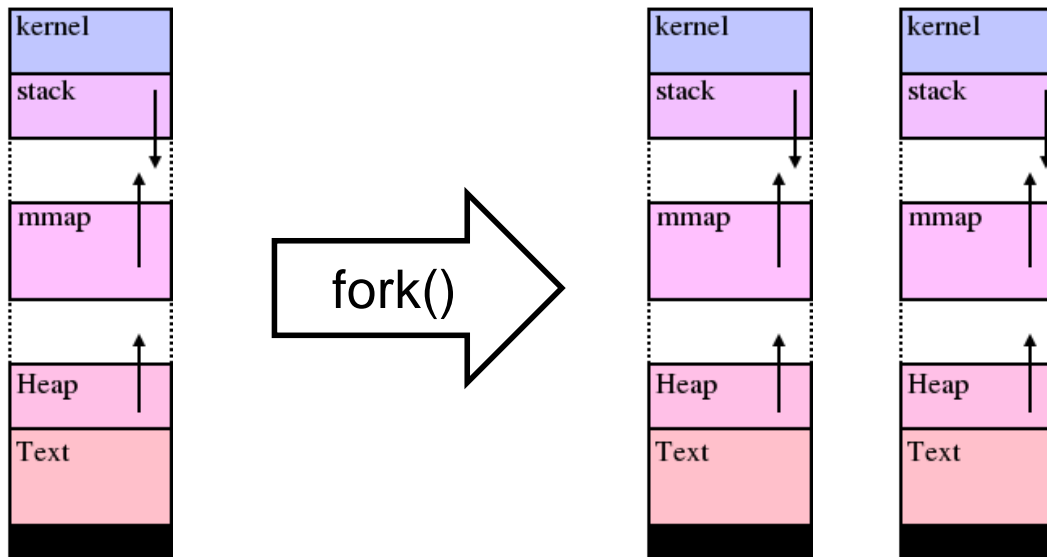 kernel
stack
mmap
Heap
Text
fork()
kernel
stack
mmap
Heap
Text
kernel
stack
mmap
Heap
Text